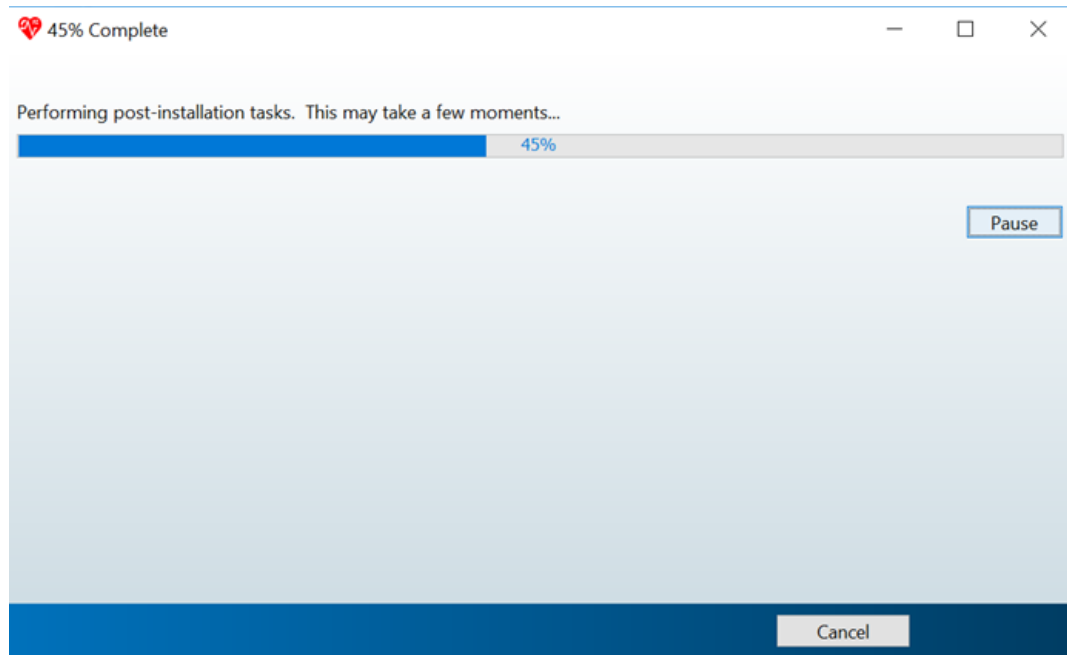 45% Complete
Performing post-installation tasks.  This may take a few moments...
45%
Pause
Cancel